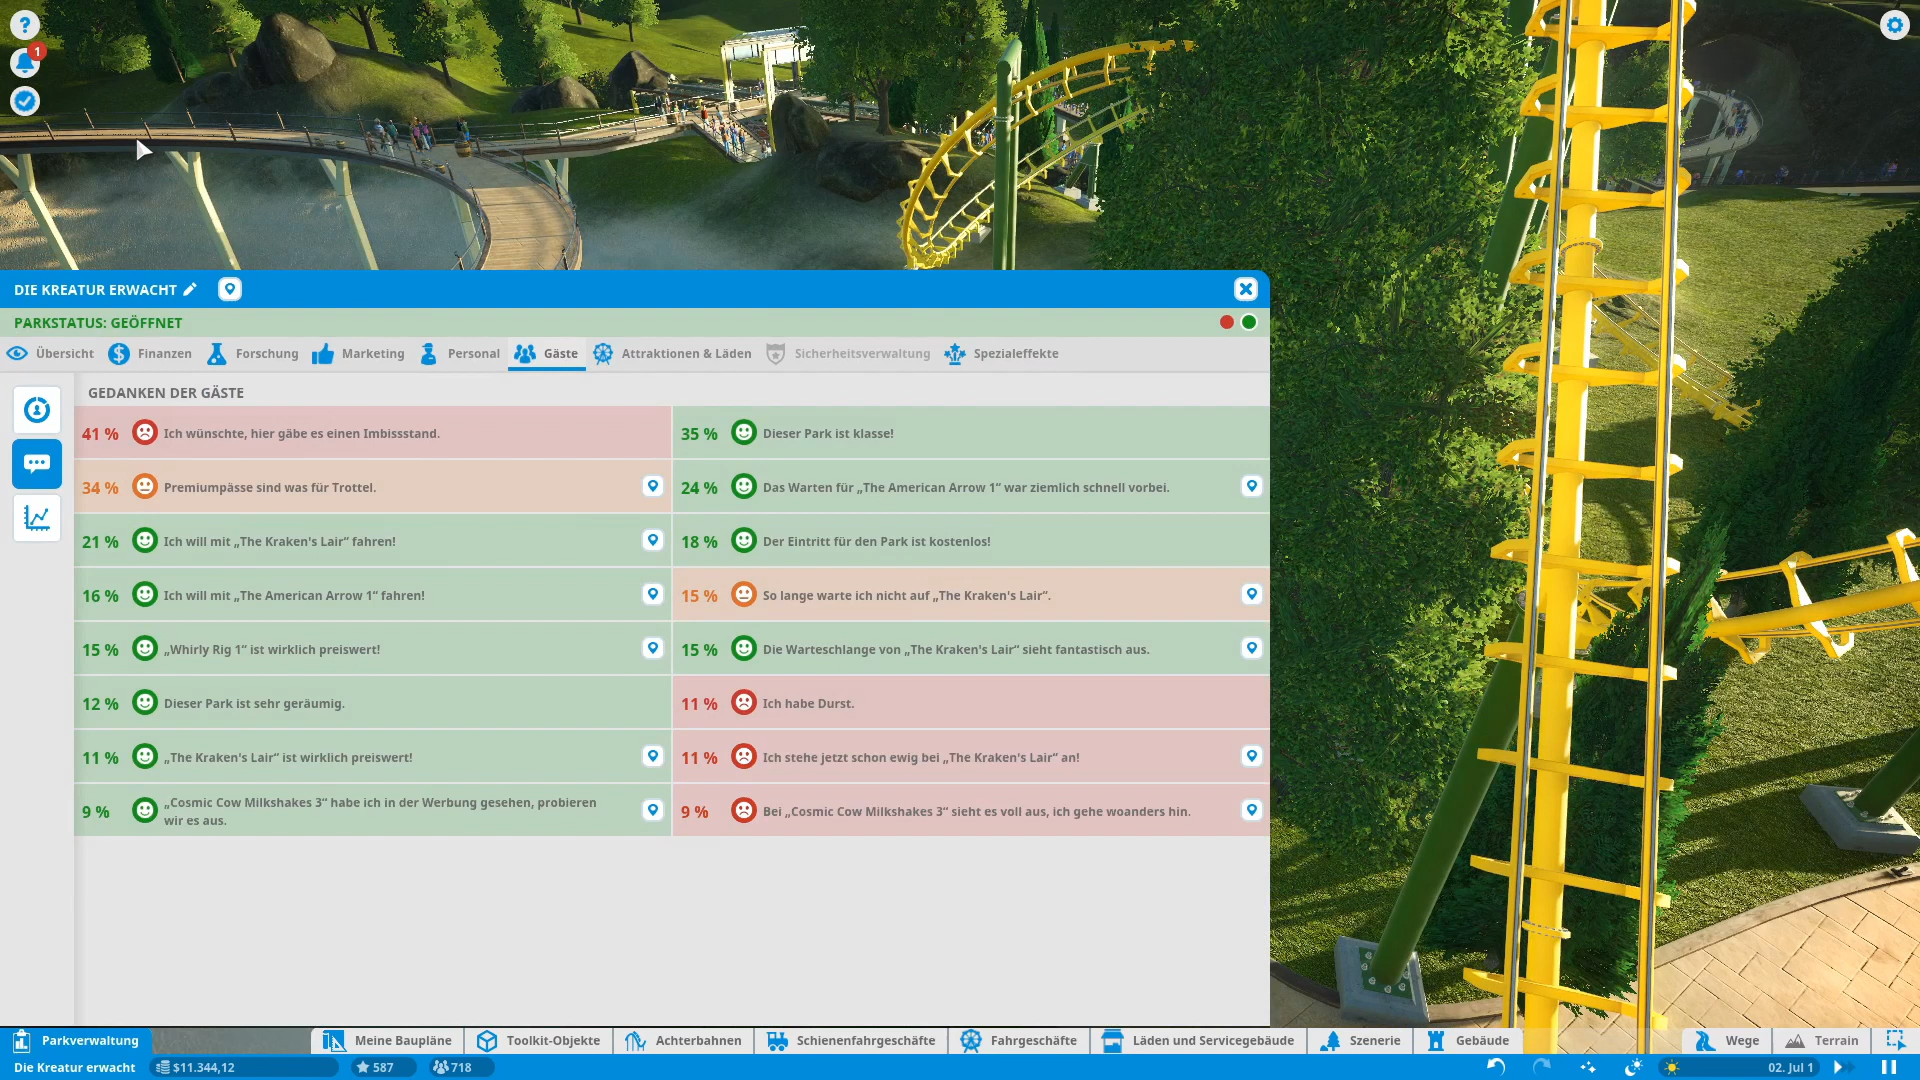 ?
1
DIE KREATUR ERWACHT
PARKSTATUS: GEÖFFNET
Übersicht
Finanzen
Forschung
Marketing
Personal
Gäste
Attraktionen & Läden
Sicherheitsverwaltung
Spezialeffekte
GEDANKEN DER GÄSTE
41 % Ich wünschte, hier gäbe es einen Imbissstand.
35 % Dieser Park ist klasse!
34 % Premiumpässe sind was für Trottel.
24 % Das Warten für „The American Arrow 1“ war ziemlich schnell vorbei.
21 % Ich will mit „The Kraken's Lair“ fahren!
18 % Der Eintritt für den Park ist kostenlos!
16 % Ich will mit „The American Arrow 1“ fahren!
15 % So lange warte ich nicht auf „The Kraken's Lair“.
15 % „Whirly Rig 1“ ist wirklich preiswert!
15 % Die Warteschlange von „The Kraken's Lair“ sieht fantastisch aus.
12 % Dieser Park ist sehr geräumig.
11 % Ich habe Durst.
11 % „The Kraken's Lair“ ist wirklich preiswert!
11 % Ich stehe jetzt schon ewig bei „The Kraken's Lair“ an!
9 % „Cosmic Cow Milkshakes 3“ habe ich in der Werbung gesehen, probieren
wir es aus.
9 % Bei „Cosmic Cow Milkshakes 3“ sieht es voll aus, ich gehe woanders hin.
Parkverwaltung
Meine Baupläne
Toolkit-Objekte
Achterbahnen
Schienenfahrgeschäfte
Fahrgeschäfte
Läden und Servicegebäude
Szenerie
Gebäude
Wege
Terrain
Die Kreatur erwacht
$11.344,12
587
718
02. Jul 1